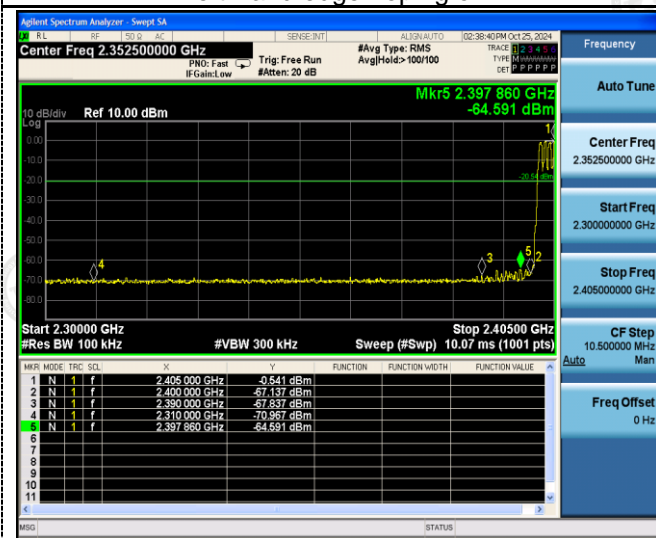 Agilent Spectrum Analyzer - Swept SA
RL RF 50 Ω AC SENSE:INT ALIGNAUTO 02:38:40 PM Oct 25, 2024
Center Freq 2.352500000 GHz
PNO: Fast
IFGain:Low
Trig: Free Run
#Atten: 20 dB
#Avg Type: RMS
Avg|Hold:>100/100
TRACE 1 2 3 4 5 6
TYPE M
DET P P P P P P
Mkr5 2.397 860 GHz
-64.591 dBm
10 dB/div Ref 10.00 dBm
Log
0.00
-10.0
-20.0
-30.0
-40.0
-50.0
-60.0
-70.0
-80.0
-20.54 dBm
1
2
3
4
5
Start 2.30000 GHz Stop 2.40500 GHz
#Res BW 100 kHz #VBW 300 kHz Sweep (#Swp) 10.07 ms (1001 pts)
MKR MODE TRC SCL X Y FUNCTION FUNCTION WIDTH FUNCTION VALUE
1 N 1 f 2.405 000 GHz -0.541 dBm
2 N 1 f 2.400 000 GHz -67.137 dBm
3 N 1 f 2.390 000 GHz -67.837 dBm
4 N 1 f 2.310 000 GHz -70.967 dBm
5 N 1 f 2.397 860 GHz -64.591 dBm
6
7
8
9
10
11
MSG STATUS
Frequency
Auto Tune
Center Freq
2.352500000 GHz
Start Freq
2.300000000 GHz
Stop Freq
2.405000000 GHz
CF Step
10.500000 MHz
Auto Man
Freq Offset
0 Hz